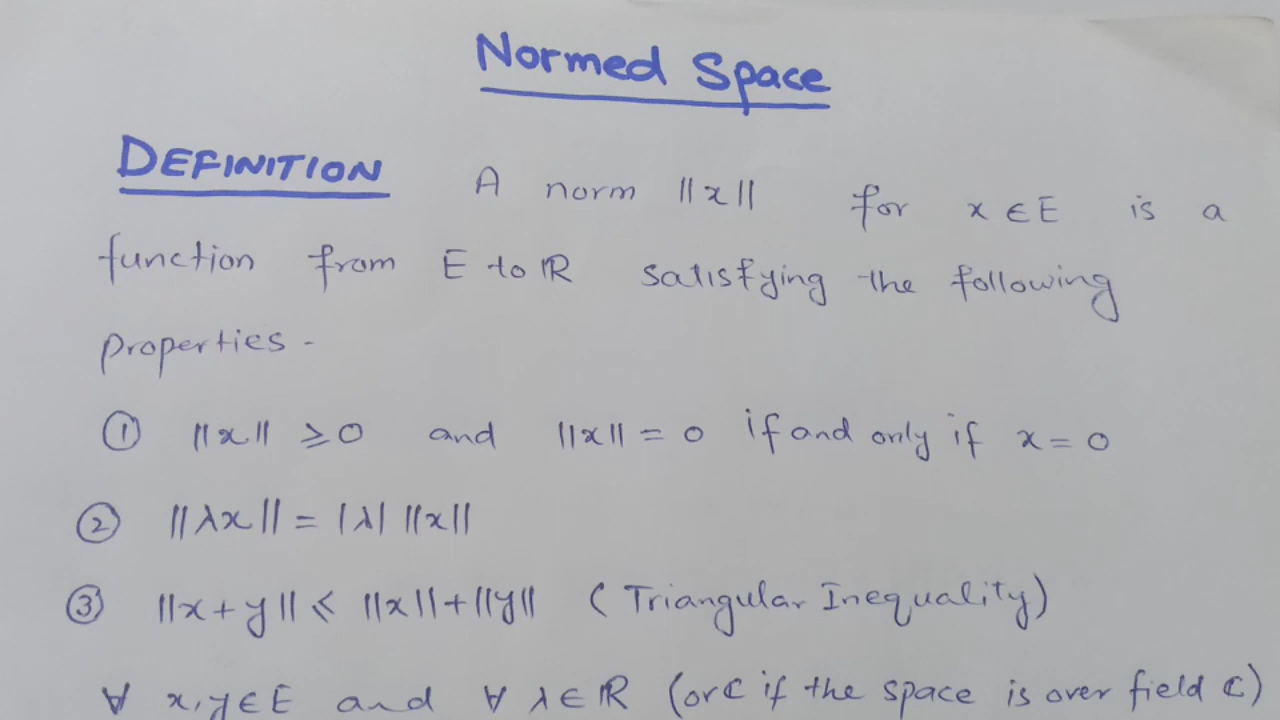 Normed Space
DEFINITION A norm ||x|| for x ∈ E is a
function from E to ℝ satisfying the following
properties -
① ||x|| ⩾ 0 and ||x|| = 0 if and only if x = 0
② ||λx|| = |λ| ||x||
③ ||x + y|| ⩽ ||x|| + ||y|| (Triangular Inequality)
∀ x, y ∈ E and ∀ λ ∈ ℝ (or ℂ if the space is over field ℂ)